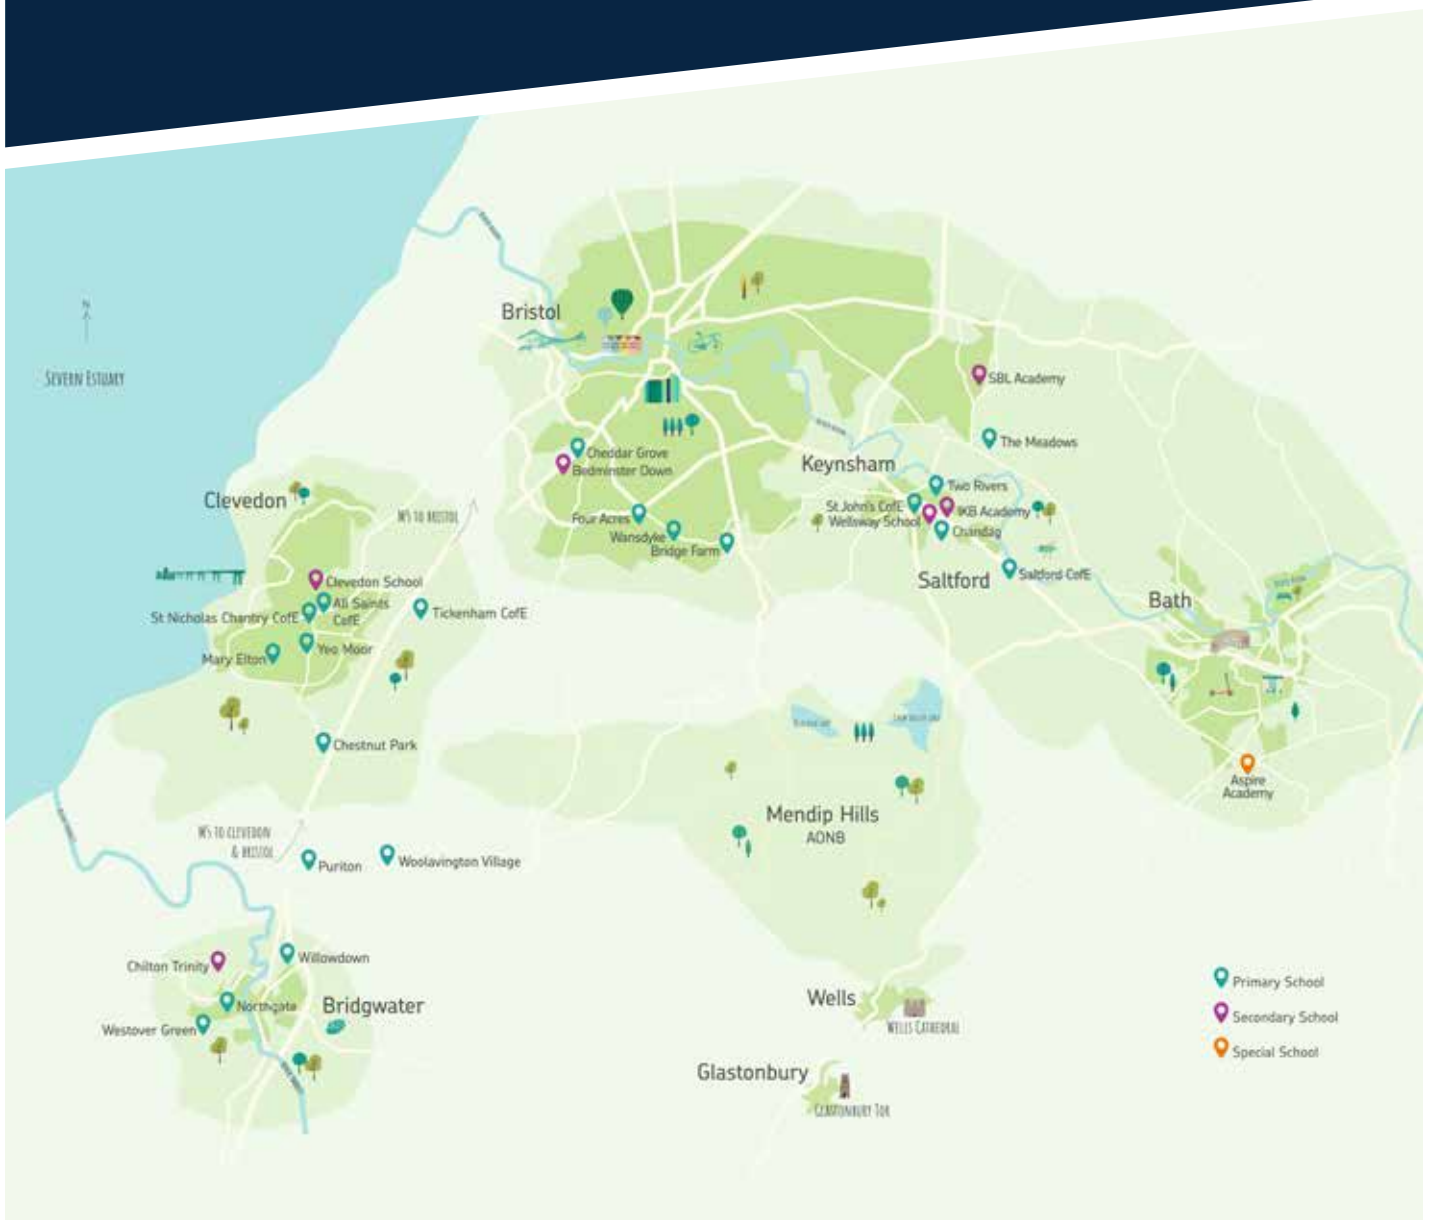 N
SEVERN ESTUARY
Bristol
SBL Academy
The Meadows
Cheddar Grove
Bedminster Down
Keynsham
Two Rivers
St John's CofE
IKB Academy
Wellsway School
Chandag
Four Acres
Wansdyke
Bridge Farm
Saltford
Saltford CofE
Bath
Clevedon
M5 TO BRISTOL
Clevedon School
All Saints
CofE
St Nicholas Chantry CofE
Tickenham CofE
Yeo Moor
Mary Elton
Chestnut Park
Aspire
Academy
Mendip Hills
AONB
M5 TO CLEVEDON
& BRISTOL
Puriton
Woolavington Village
Chilton Trinity
Willowdown
Northgate
Bridgwater
Westover Green
Wells
WELLS CATHEDRAL
Glastonbury
GLASTONBURY TOR
Primary School
Secondary School
Special School